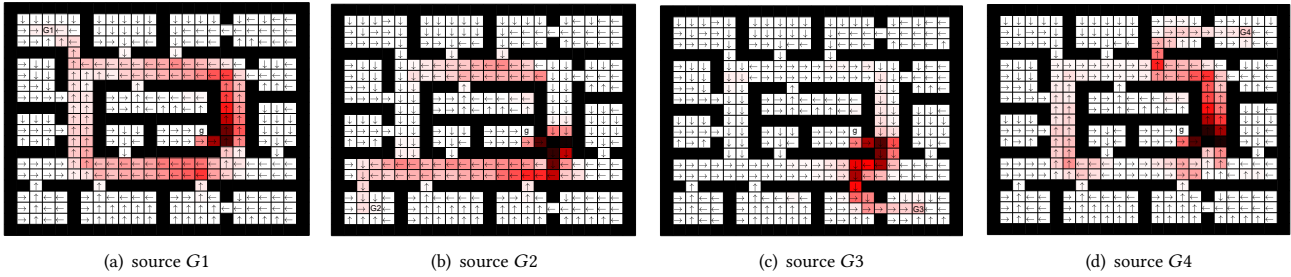 G1
g
G2
g
g
G3
G4
g
(a) source G1
(b) source G2
(c) source G3
(d) source G4